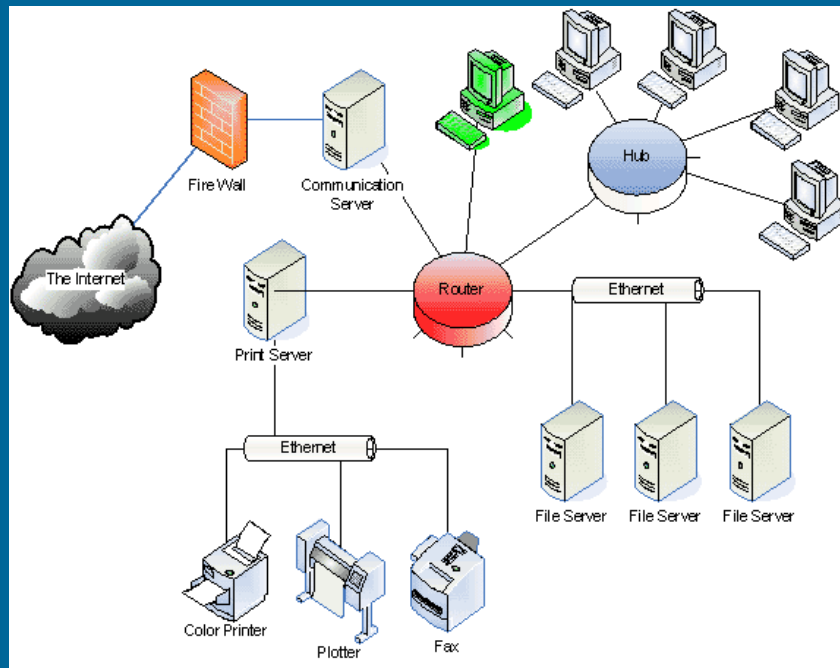 Hub
Fire Wall
Communication
Server
The Internet
Router
Ethernet
Print Server
Ethernet
File Server
File Server
File Server
Color Printer
Plotter
Fax